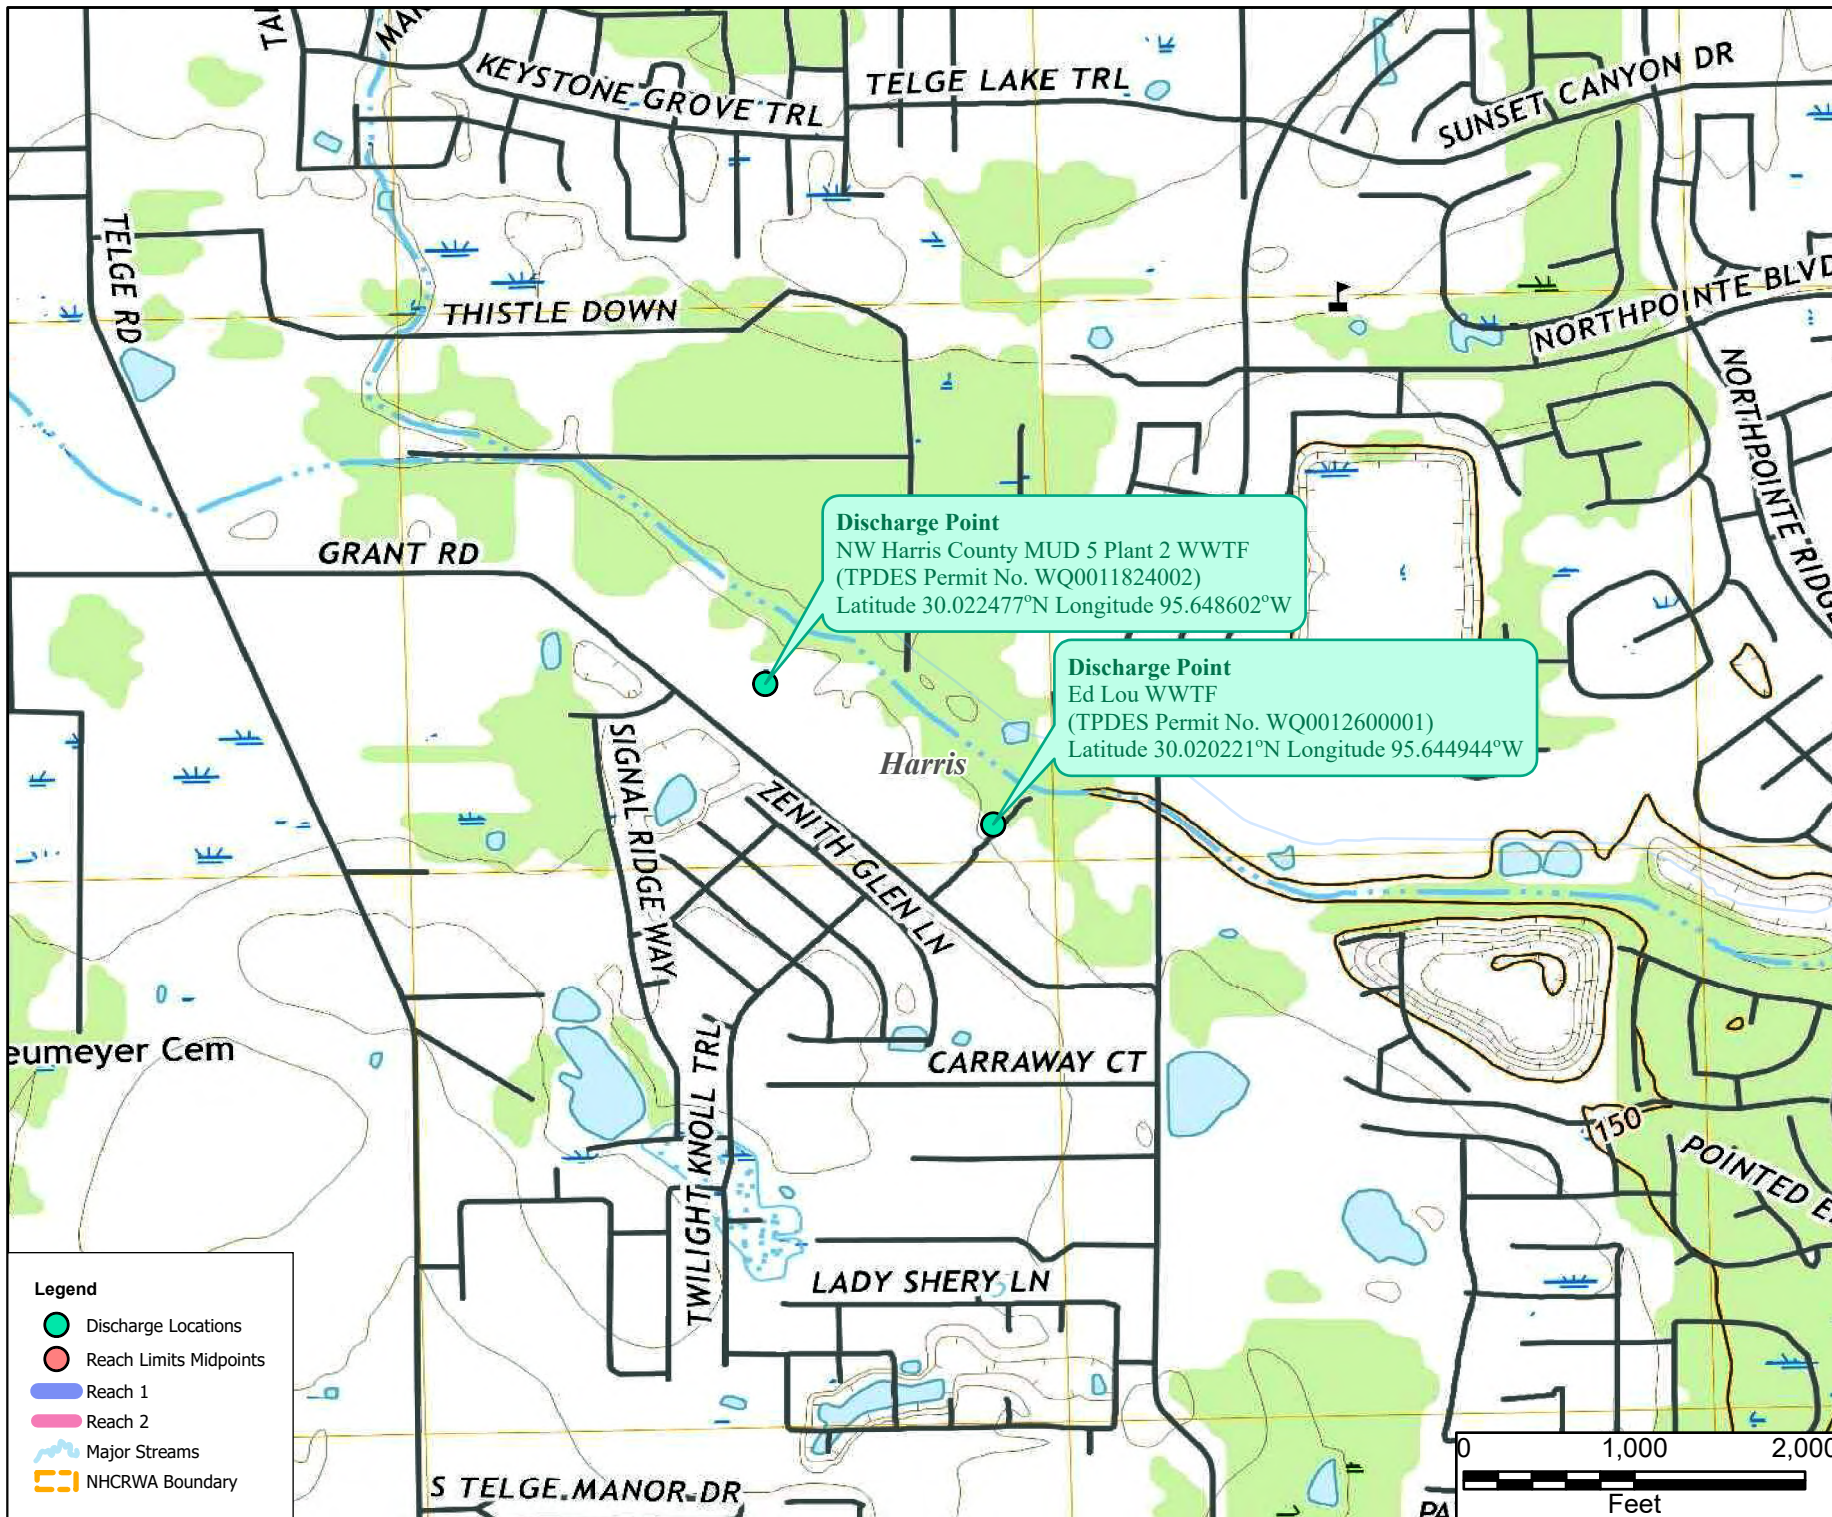 KEYSTONE GROVE TRL
TELGE LAKE TRL
SUNSET CANYON DR
TELGE RD
THISTLE DOWN
NORTHPOINTE BLVD
GRANT RD
Discharge Point
NW Harris County MUD 5 Plant 2 WWTF
(TPDES Permit No. WQ0011824002)
Latitude 30.022477°N Longitude 95.648602°W
Discharge Point
Ed Lou WWTF
(TPDES Permit No. WQ0012600001)
Latitude 30.020221°N Longitude 95.644944°W
NORTHPOINTE RIDGE
Harris
SIGNAL RIDGE WAY
ZENITH GLEN LN
eumeyer Cem
CARRAWAY CT
TWILIGHT KNOLL TRL
150
POINTED
LADY SHERY LN
S TELGE MANOR DR
Legend
Discharge Locations
Reach Limits Midpoints
Reach 1
Reach 2
Major Streams
NHCRWA Boundary
0 1,000 2,000
Feet